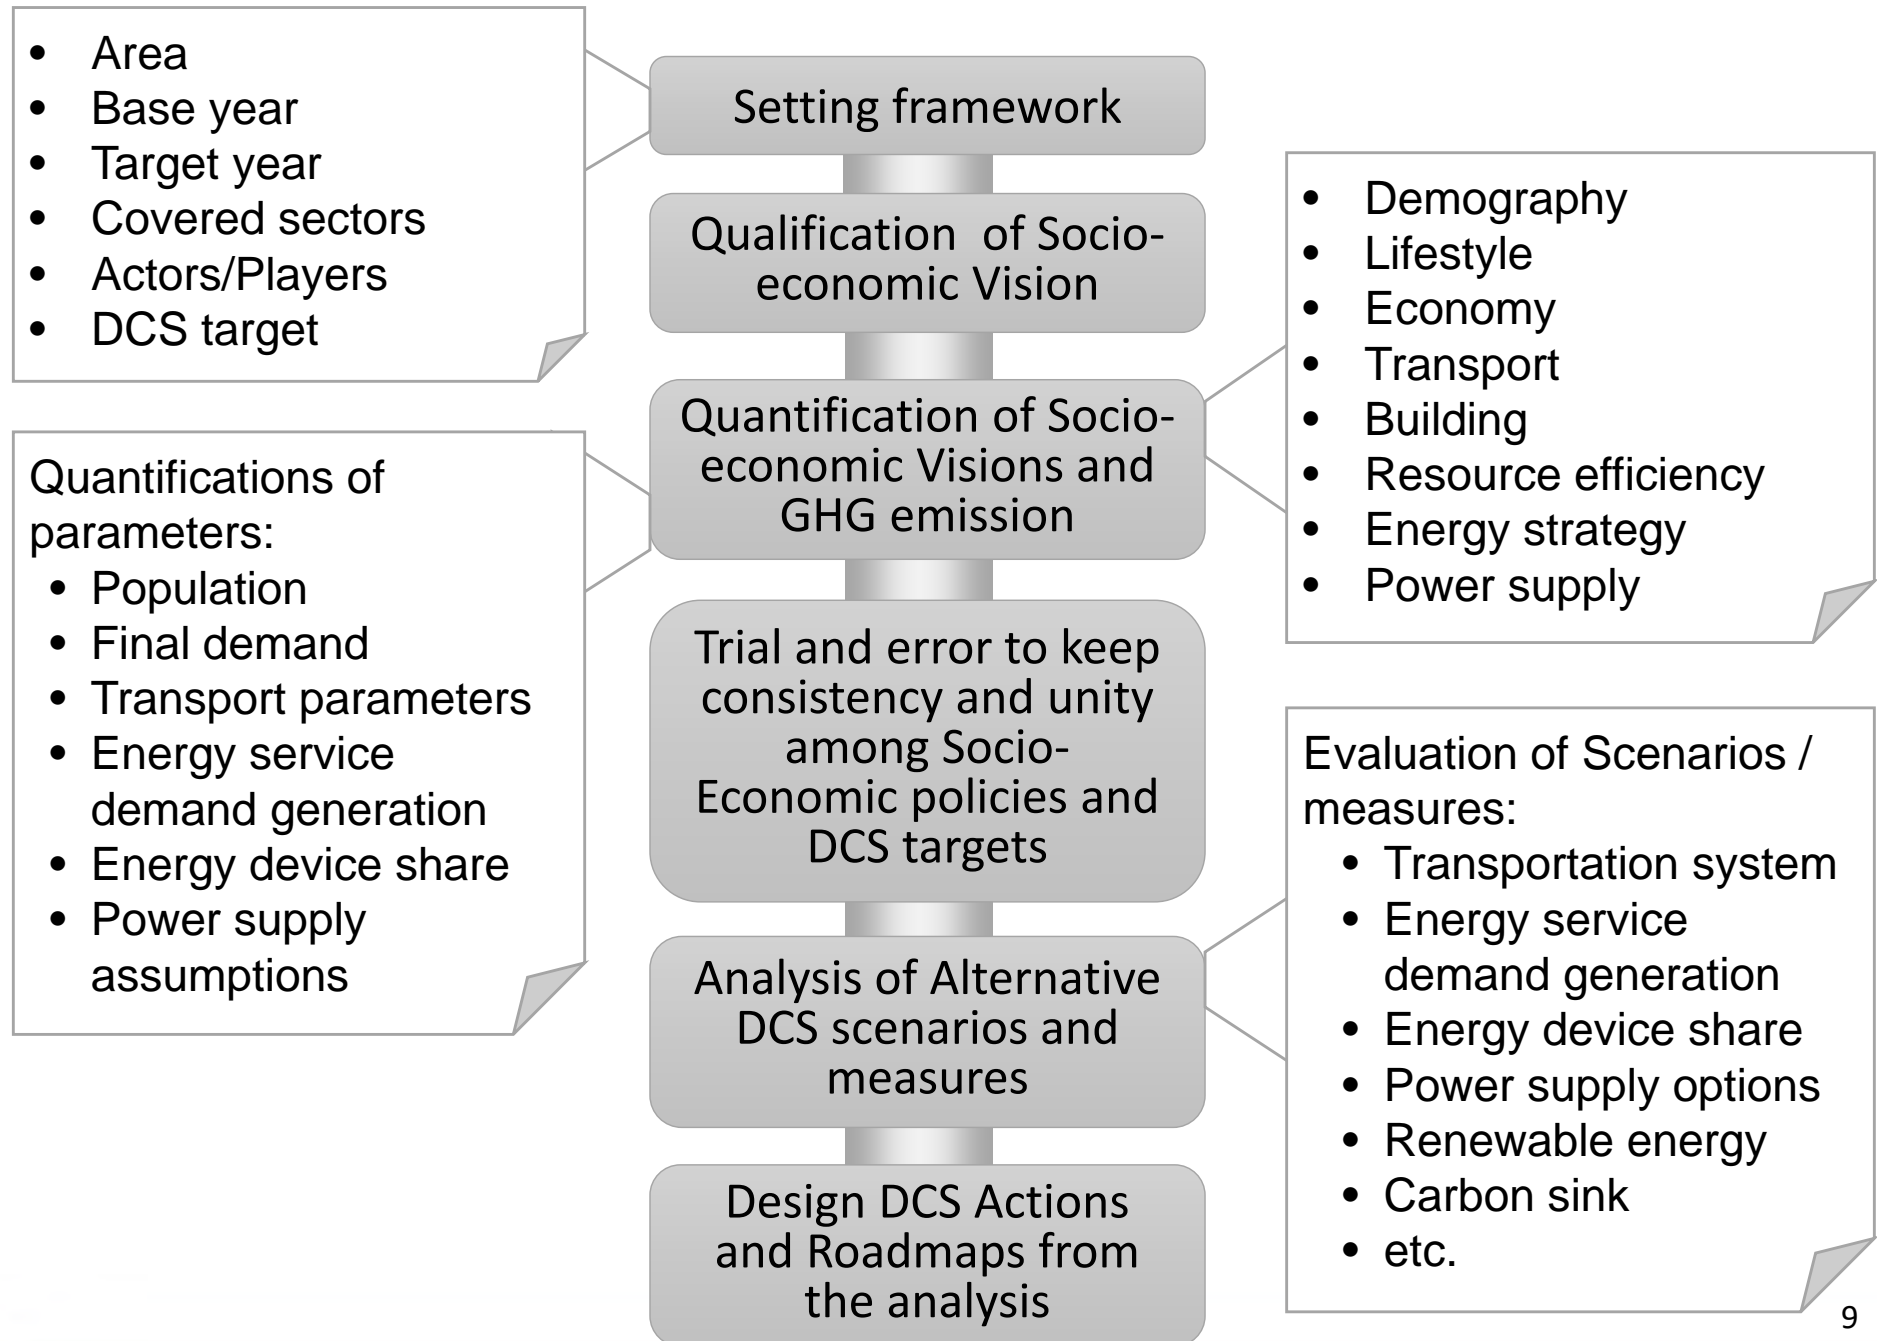 • Area
• Base year
• Target year
• Covered sectors
• Actors/Players
• DCS target
Setting framework
Qualification of Socio-
economic Vision
Quantification of Socio-
economic Visions and
GHG emission
Trial and error to keep
consistency and unity
among Socio-
Economic policies and
DCS targets
Analysis of Alternative
DCS scenarios and
measures
Design DCS Actions
and Roadmaps from
the analysis
Quantifications of
parameters:
• Population
• Final demand
• Transport parameters
• Energy service
demand generation
• Energy device share
• Power supply
assumptions
• Demography
• Lifestyle
• Economy
• Transport
• Building
• Resource efficiency
• Energy strategy
• Power supply
Evaluation of Scenarios /
measures:
• Transportation system
• Energy service
demand generation
• Energy device share
• Power supply options
• Renewable energy
• Carbon sink
• etc.
9